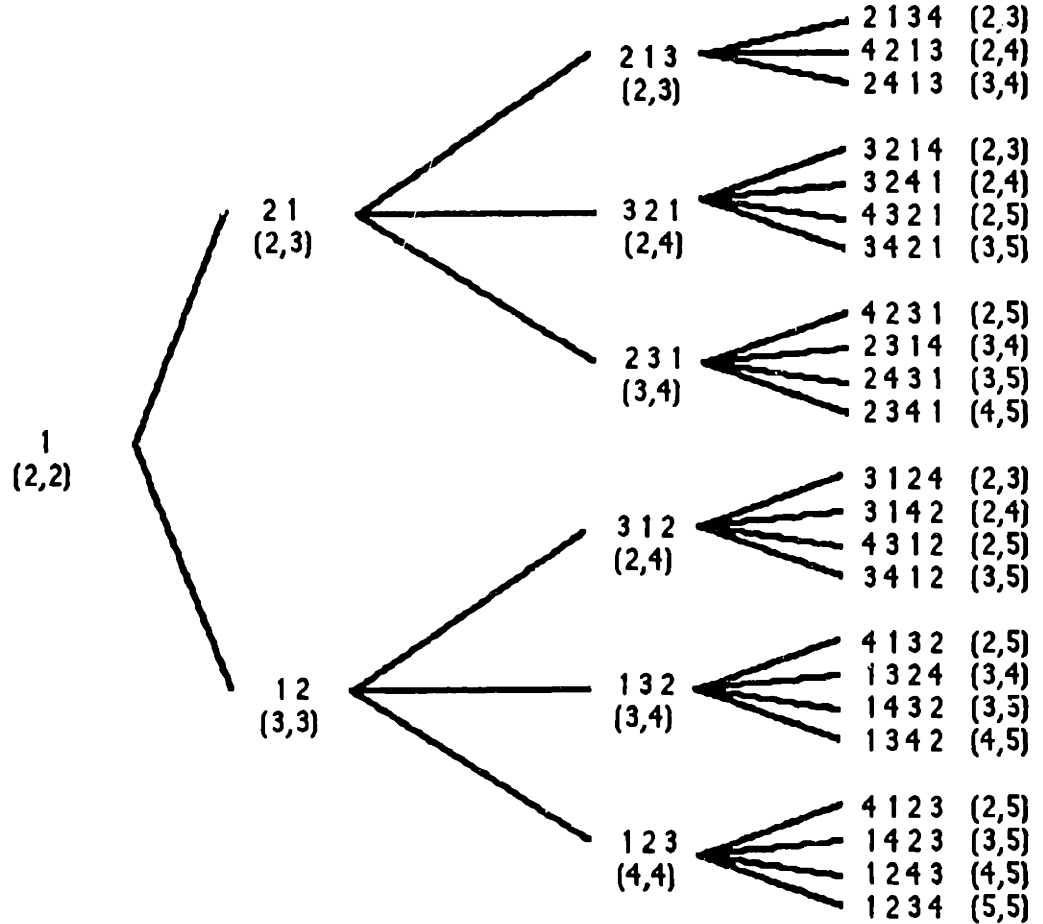 1
(2,2)
2 1
(2,3)
1 2
(3,3)
2 1 3
(2,3)
3 2 1
(2,4)
2 3 1
(3,4)
3 1 2
(2,4)
1 3 2
(3,4)
1 2 3
(4,4)
2 1 3 4 (2,3)
4 2 1 3 (2,4)
2 4 1 3 (3,4)
3 2 1 4 (2,3)
3 2 4 1 (2,4)
4 3 2 1 (2,5)
3 4 2 1 (3,5)
4 2 3 1 (2,5)
2 3 1 4 (3,4)
2 4 3 1 (3,5)
2 3 4 1 (4,5)
3 1 2 4 (2,3)
3 1 4 2 (2,4)
4 3 1 2 (2,5)
3 4 1 2 (3,5)
4 1 3 2 (2,5)
1 3 2 4 (3,4)
1 4 3 2 (3,5)
1 3 4 2 (4,5)
4 1 2 3 (2,5)
1 4 2 3 (3,5)
1 2 4 3 (4,5)
1 2 3 4 (5,5)